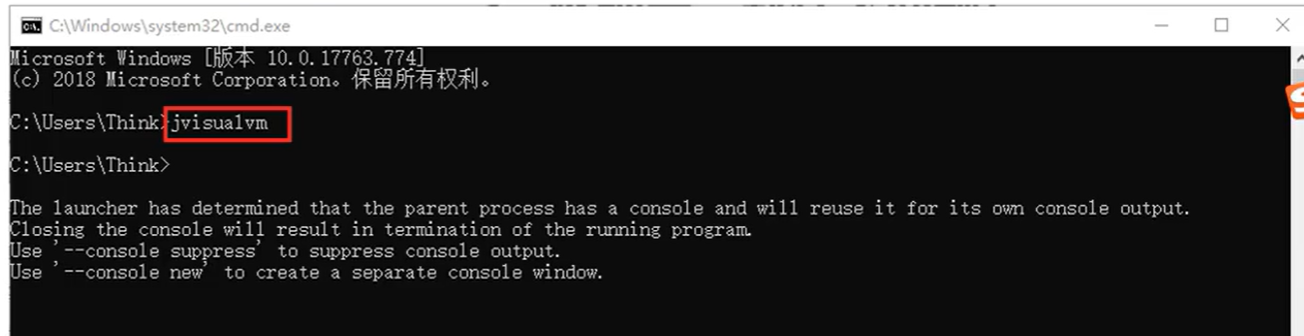 C:\Windows\system32\cmd.exe
Microsoft Windows [版本 10.0.17763.774]
(c) 2018 Microsoft Corporation。保留所有权利。
C:\Users\Think>jvisualvm
C:\Users\Think>
The launcher has determined that the parent process has a console and will reuse it for its own console output.
Closing the console will result in termination of the running program.
Use '--console suppress' to suppress console output.
Use '--console new' to create a separate console window.